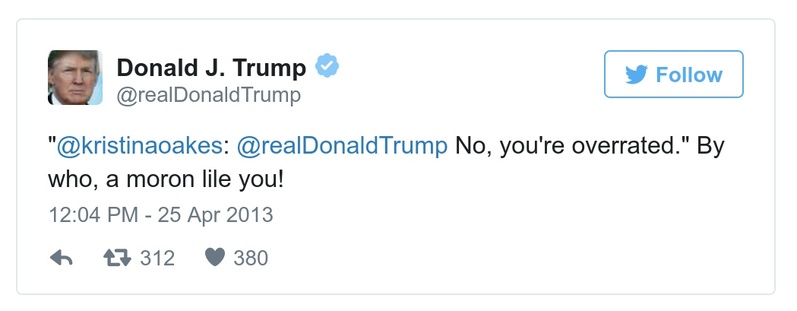 Donald J. Trump
@realDonaldTrump
Follow
"@kristinaoakes: @realDonaldTrump No, you're overrated." By
who, a moron lile you!
12:04 PM - 25 Apr 2013
312 380